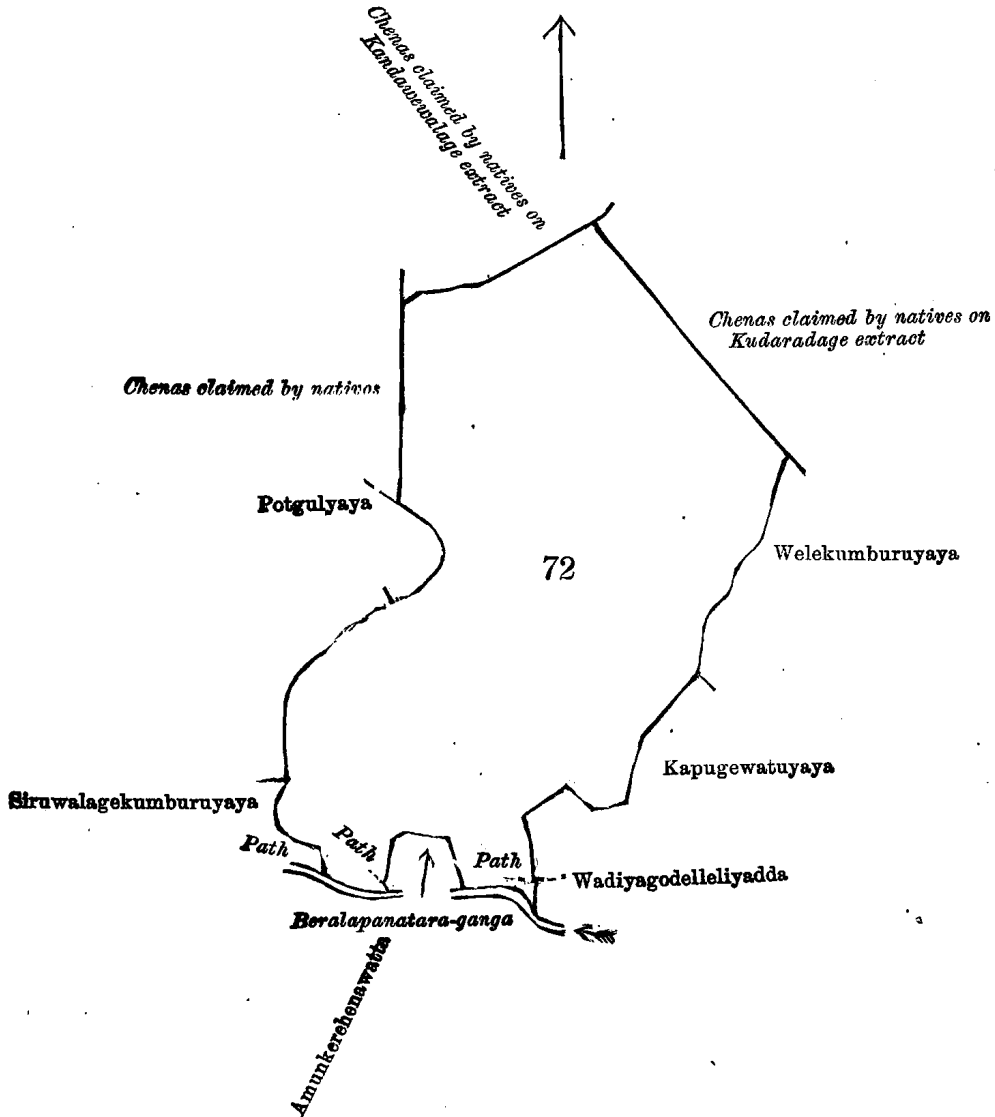 Chenas claimed by natives on
Kandawewalage extract
Chenas claimed by natives on
Kudaradage extract
Chenas claimed by natives
Potgulyaya
72
Welekumburuyaya
Kapugewatuyaya
Siruwalagekumburuyaya
Path
Path
Path
Wadiyagodelleliyadda
Beralapanatara-ganga
Amunkerehenawatta